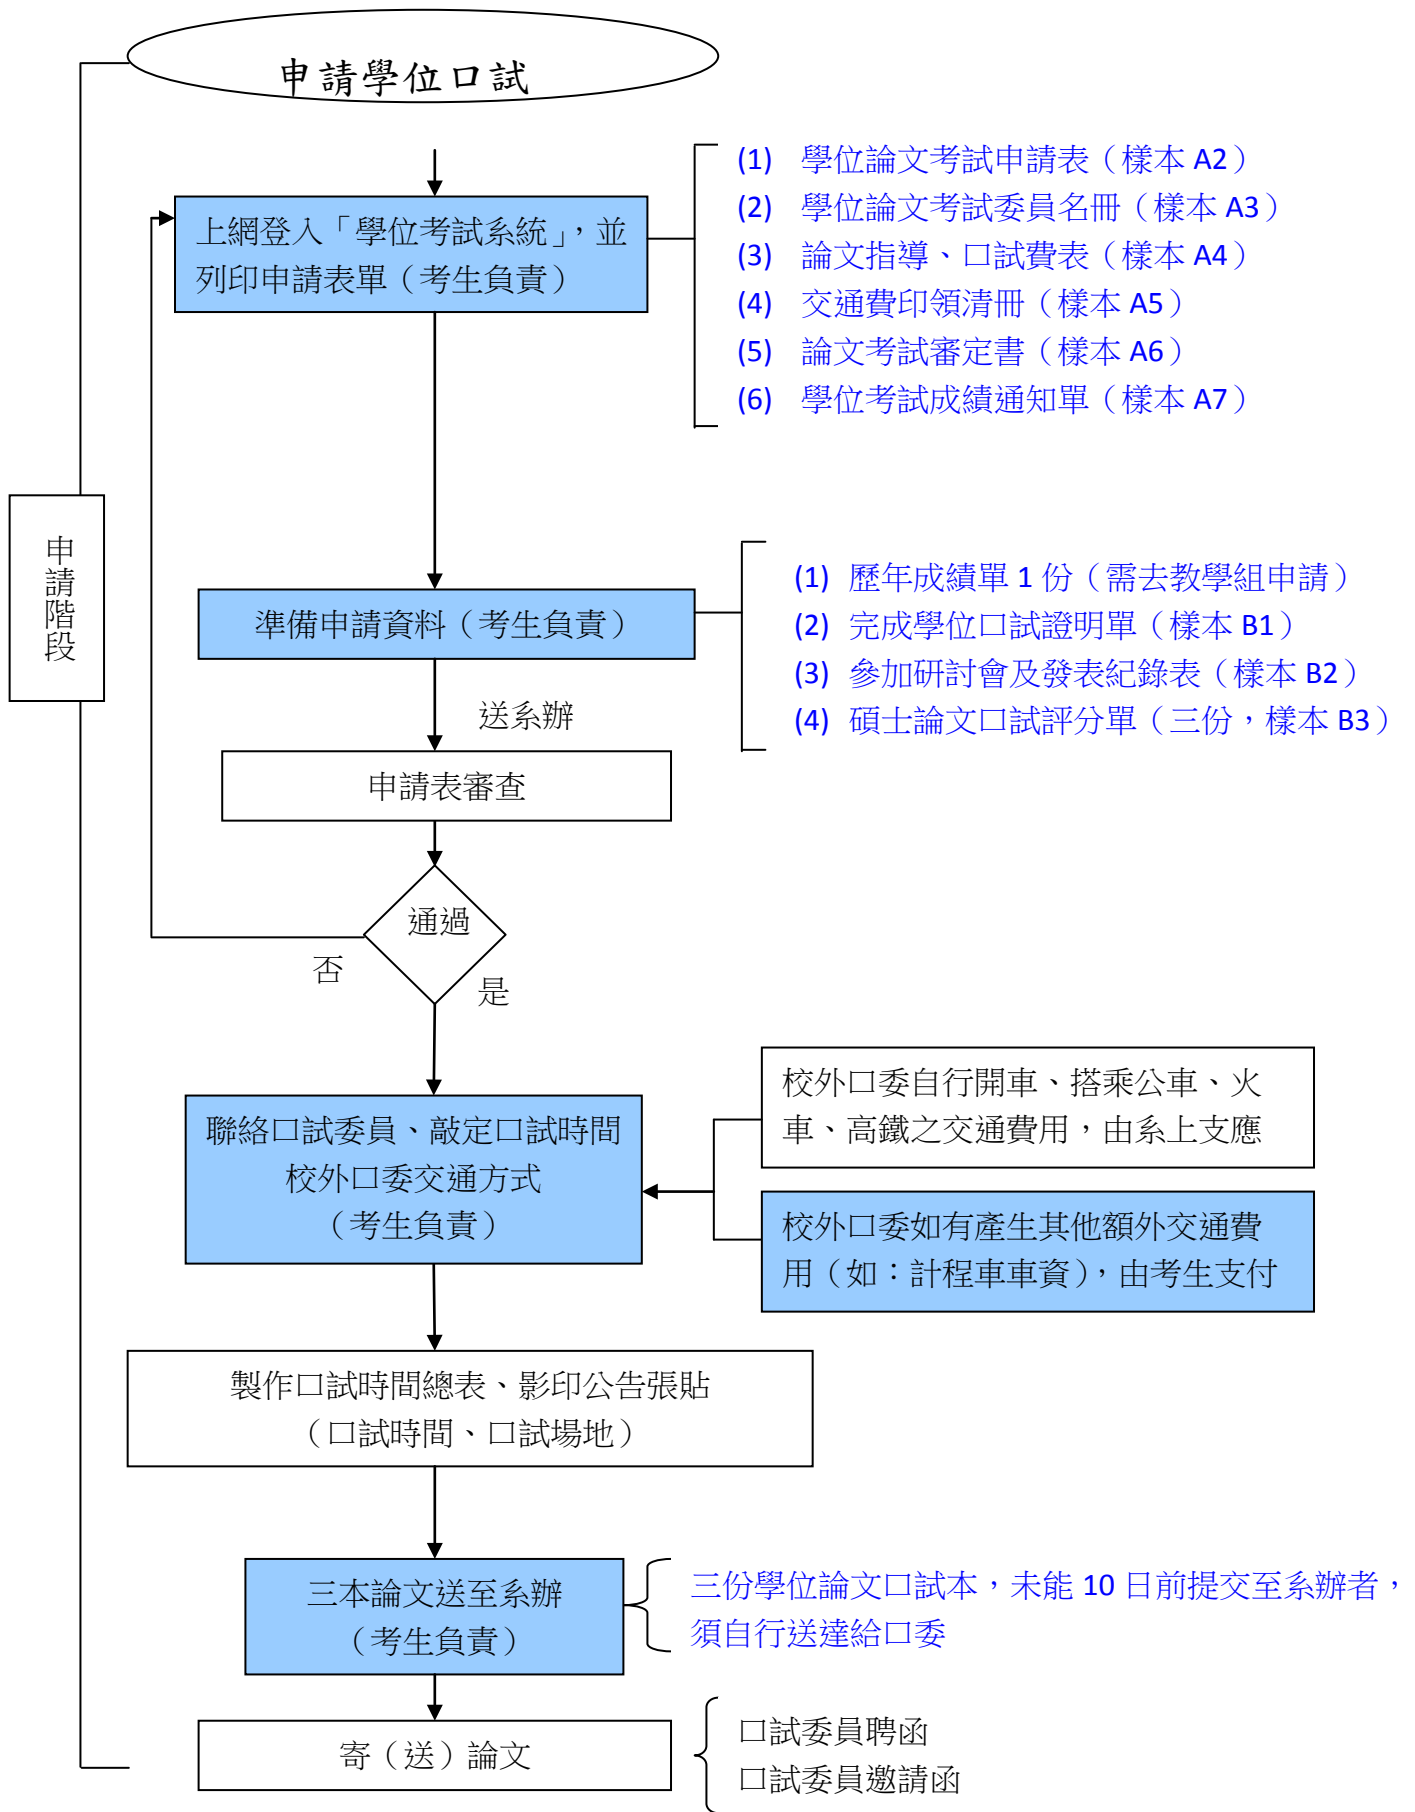 申請學位口試
上網登入「學位考試系統」，並
列印申請表單（考生負責）
(1) 學位論文考試申請表（樣本 A2）
(2) 學位論文考試委員名冊（樣本 A3）
(3) 論文指導、口試費表（樣本 A4）
(4) 交通費印領清冊（樣本 A5）
(5) 論文考試審定書（樣本 A6）
(6) 學位考試成績通知單（樣本 A7）
申請階段
準備申請資料（考生負責）
(1) 歷年成績單 1 份（需去教學組申請）
(2) 完成學位口試證明單（樣本 B1）
(3) 參加研討會及發表紀錄表（樣本 B2）
(4) 碩士論文口試評分單（三份，樣本 B3）
送系辦
申請表審查
通過
否
是
聯絡口試委員、敲定口試時間
校外口委交通方式
（考生負責）
校外口委自行開車、搭乘公車、火
車、高鐵之交通費用，由系上支應
校外口委如有產生其他額外交通費
用（如：計程車車資），由考生支付
製作口試時間總表、影印公告張貼
（口試時間、口試場地）
三本論文送至系辦
（考生負責）
三份學位論文口試本，未能 10 日前提交至系辦者，
須自行送達給口委
寄（送）論文
口試委員聘函
口試委員邀請函